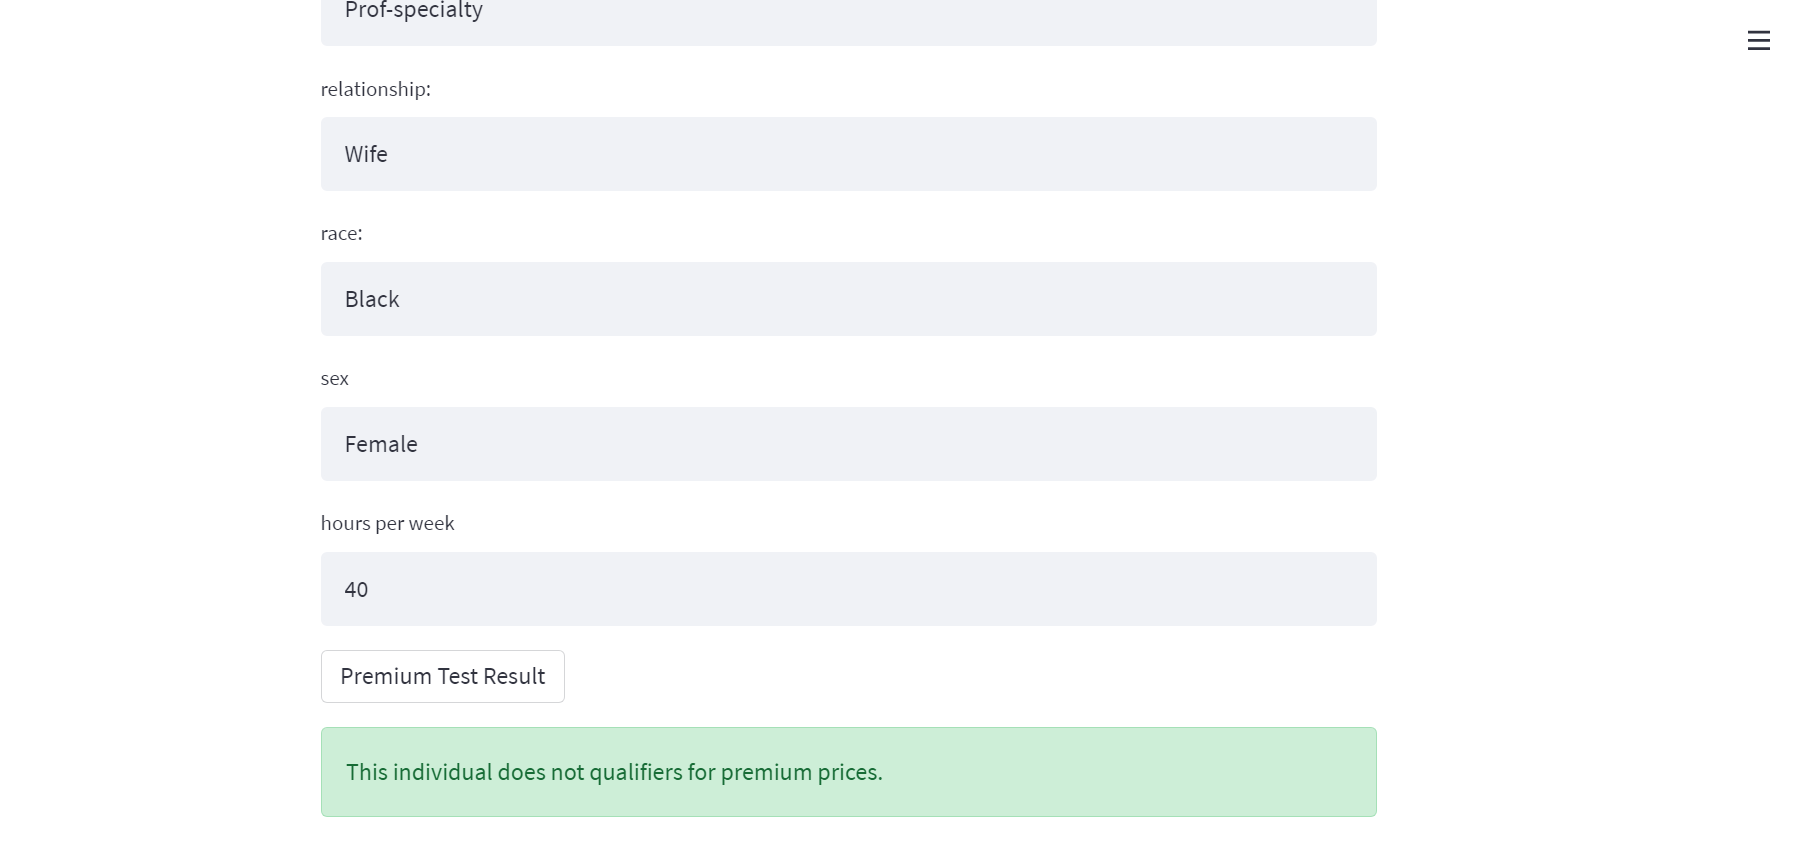 Prof-specialty
relationship:
Wife
race:
Black
sex
Female
hours per week
40
Premium Test Result
This individual does not qualifiers for premium prices.